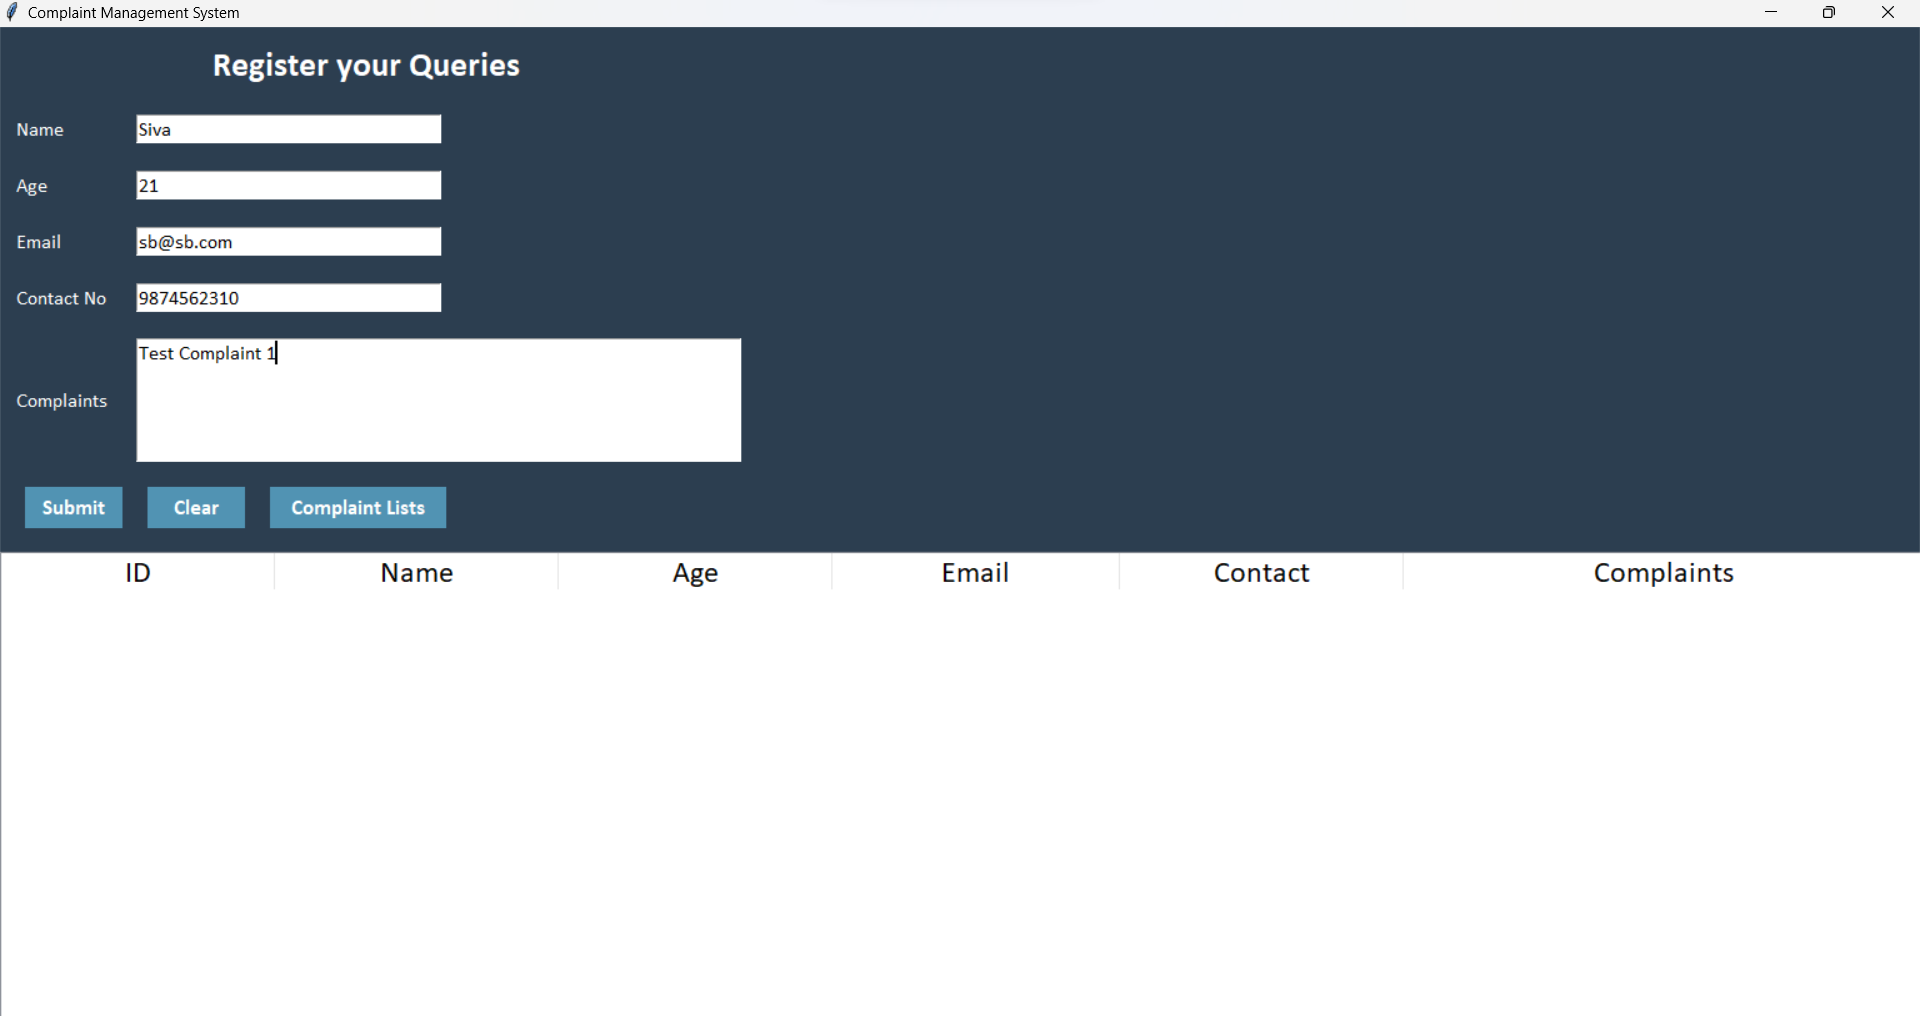 Complaint Management System
Register your Queries
Name Siva
Age 21
Email sb@sb.com
Contact No 9874562310
Test Complaint 1
Complaints
Submit Clear Complaint Lists
ID Name Age Email Contact Complaints